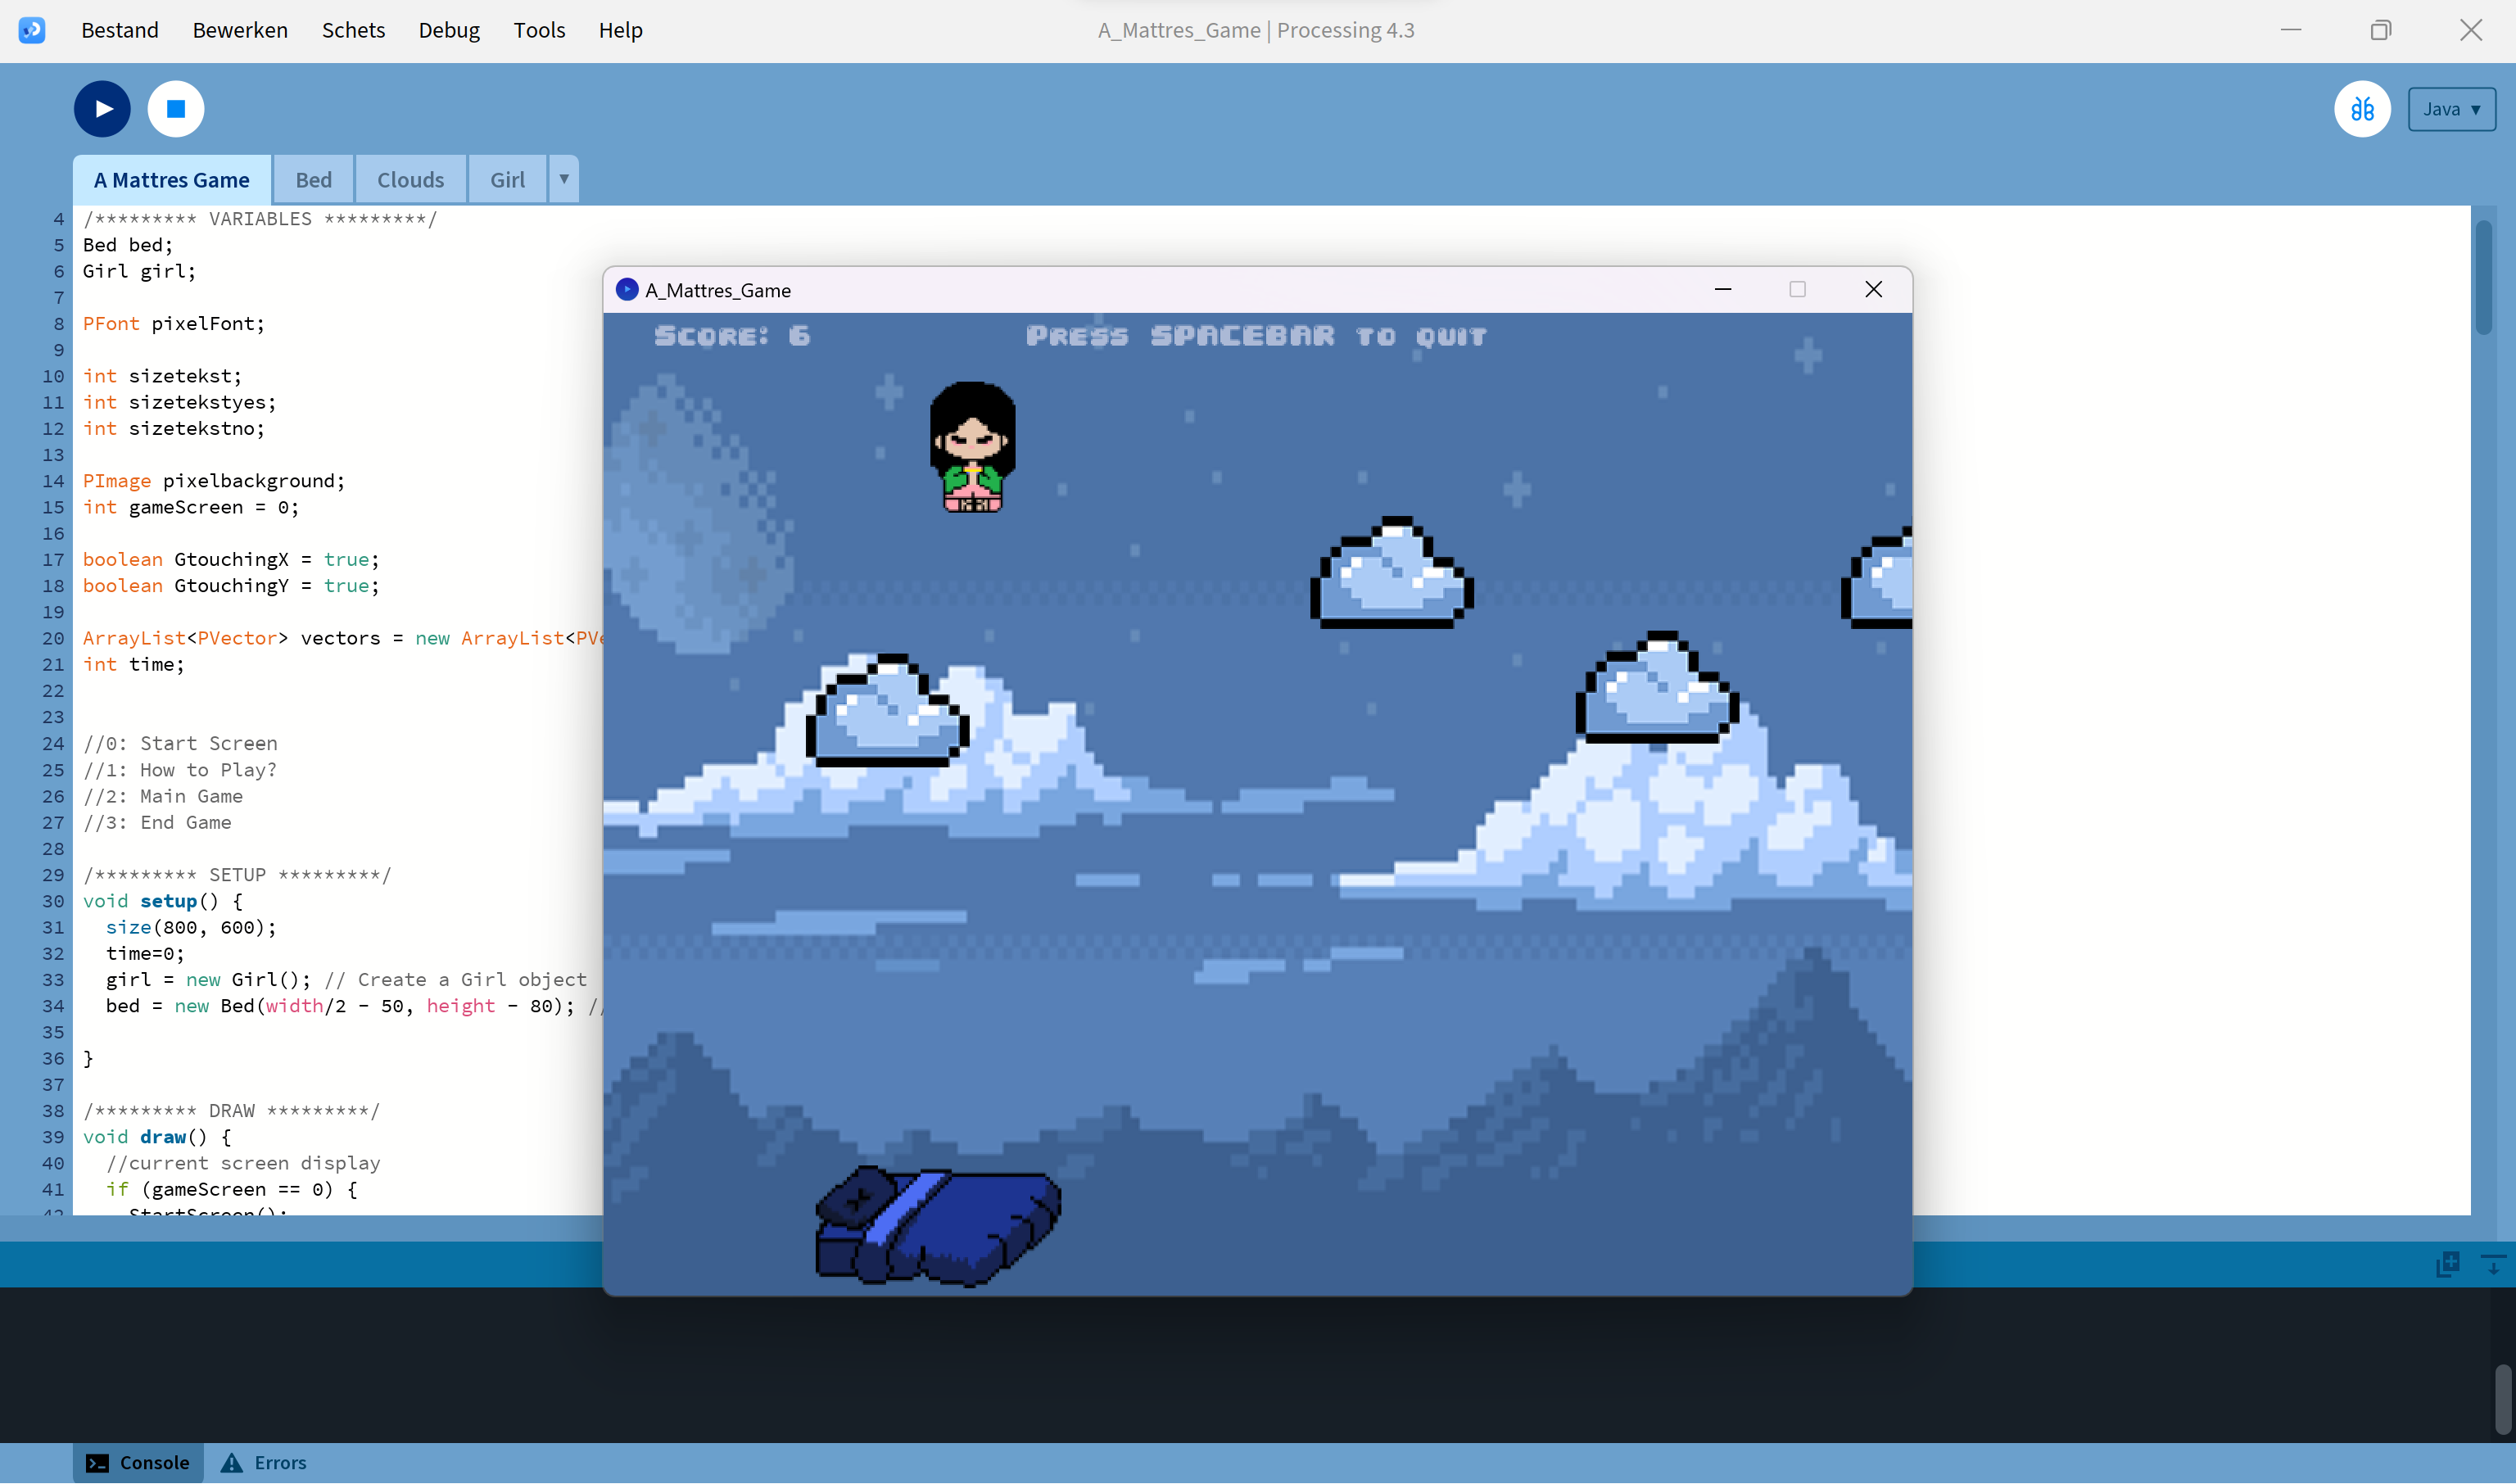 Bestand Bewerken Schets Debug Tools Help
A_Mattres_Game | Processing 4.3
Java ▼
A Mattres Game Bed Clouds Girl ▼
4 /********* VARIABLES *********/
5 Bed bed;
6 Girl girl;
7
8 PFont pixelFont;
9
10 int sizetekst;
11 int sizetekstyes;
12 int sizetekstno;
13
14 PImage pixelbackground;
15 int gameScreen = 0;
16
17 boolean GtouchingX = true;
18 boolean GtouchingY = true;
19
20 ArrayList<PVector> vectors = new ArrayList<PVe
21 int time;
22
23
24 //0: Start Screen
25 //1: How to Play?
26 //2: Main Game
27 //3: End Game
28
29 /********* SETUP *********/
30 void setup() {
31 size(800, 600);
32 time=0;
33 girl = new Girl(); // Create a Girl object
34 bed = new Bed(width/2 - 50, height - 80); //
35
36 }
37
38 /********* DRAW *********/
39 void draw() {
40 //current screen display
41 if (gameScreen == 0) {
42 StartScreen();
A_Mattres_Game
Score: 6
Press SPACEBAR to quit
Console
Errors